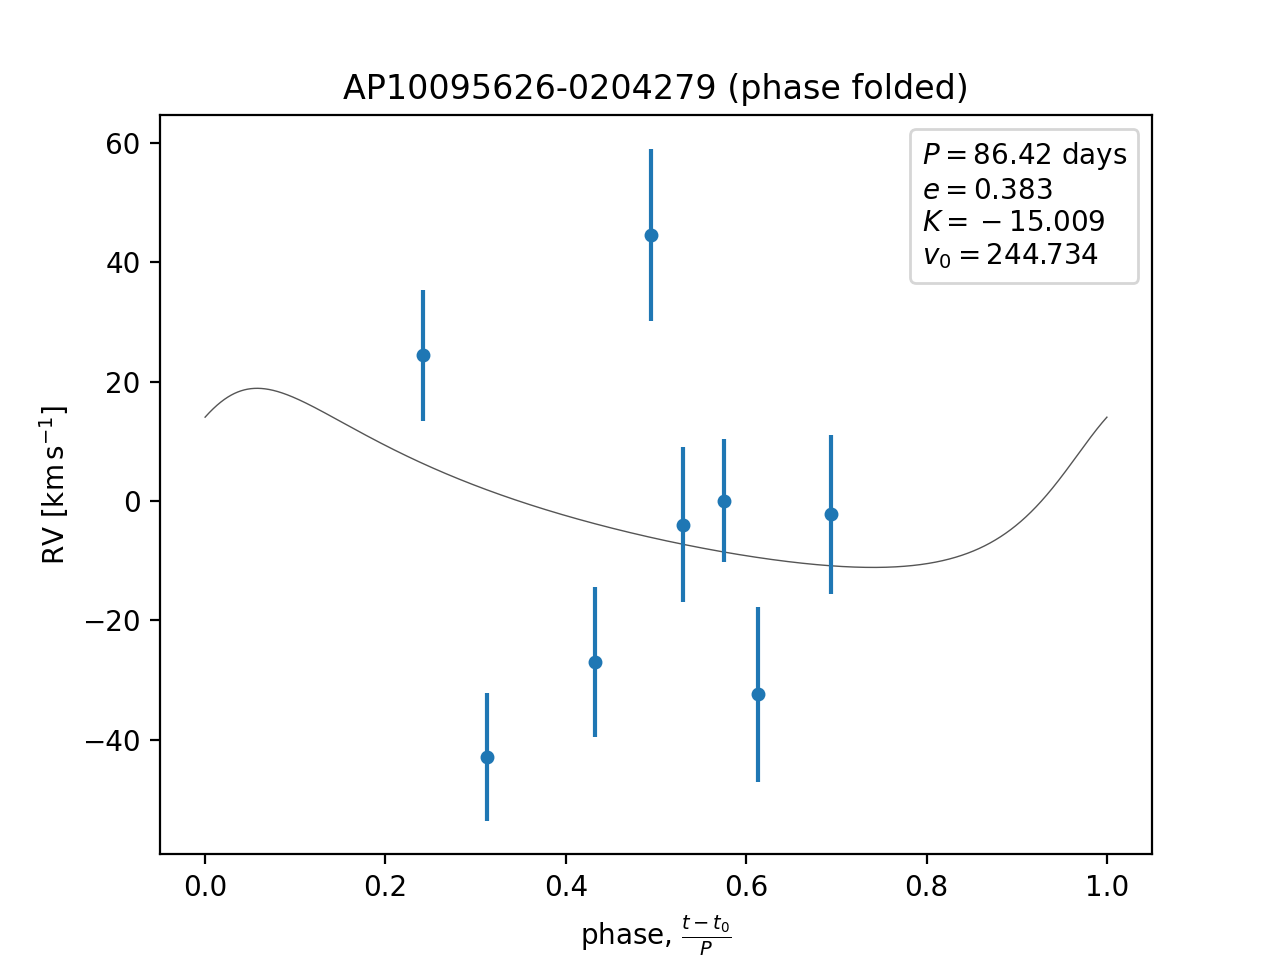 AP10095626-0204279 (phase folded)
P = 86.42 days
e = 0.383
K = −15.009
v₀ = 244.734
RV [km s⁻¹]
60
40
20
0
−20
−40
0.0 0.2 0.4 0.6 0.8 1.0
phase, (t − t₀)/P